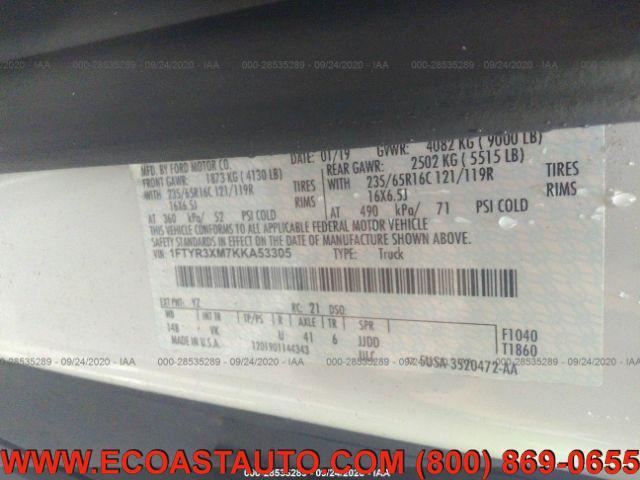 000-28535289 - 09/24/2020 - IAA
MFD. BY FORD MOTOR CO.
DATE: 01/19
GVWR: 4082 KG ( 9000 LB)
FRONT GAWR: 1873 KG ( 4130 LB)
REAR GAWR: 2502 KG ( 5515 LB)
WITH 235/65R16C 121/119R TIRES
WITH 235/65R16C 121/119R TIRES
16X6.5J RIMS
16X6.5J RIMS
AT 360 kPa/ 52 PSI COLD
AT 490 kPa/ 71 PSI COLD
THIS VEHICLE CONFORMS TO ALL APPLICABLE FEDERAL MOTOR VEHICLE
SAFETY STANDARDS IN EFFECT ON THE DATE OF MANUFACTURE SHOWN ABOVE.
VIN: 1FTYR3XM7KKA53305
TYPE: Truck
EXT PNT: YZ RC: 21 DSO:
WB INT TR TP/PS R AXLE TR SPR
148 VK U 41 6 JJDD
F1040
T1860
MADE IN U.S.A. 1201901144343
5USA-3520472-AA
WWW.ECOASTAUTO.COM (800) 869-0655
000-28535289 - 09/24/2020 - IAA